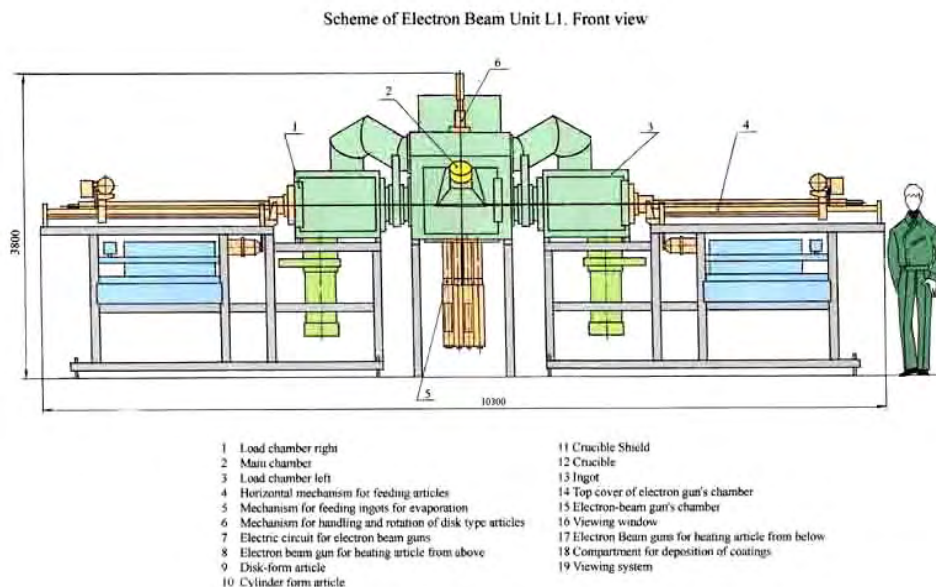 Scheme of Electron Beam Unit L1. Front view
6
2
1
3
4
3800
5
10300
1 Load chamber right
2 Main chamber
3 Load chamber left
4 Horizontal mechanism for feeding articles
5 Mechanism for feeding ingots for evaporation
6 Mechanism for handling and rotation of disk type articles
7 Electric circuit for electron beam guns
8 Electron beam gun for heating article from above
9 Disk-form article
10 Cylinder form article
11 Crucible Shield
12 Crucible
13 Ingot
14 Top cover of electron gun's chamber
15 Electron-beam gun's chamber
16 Viewing window
17 Electron Beam guns for heating article from below
18 Compartment for deposition of coatings
19 Viewing system